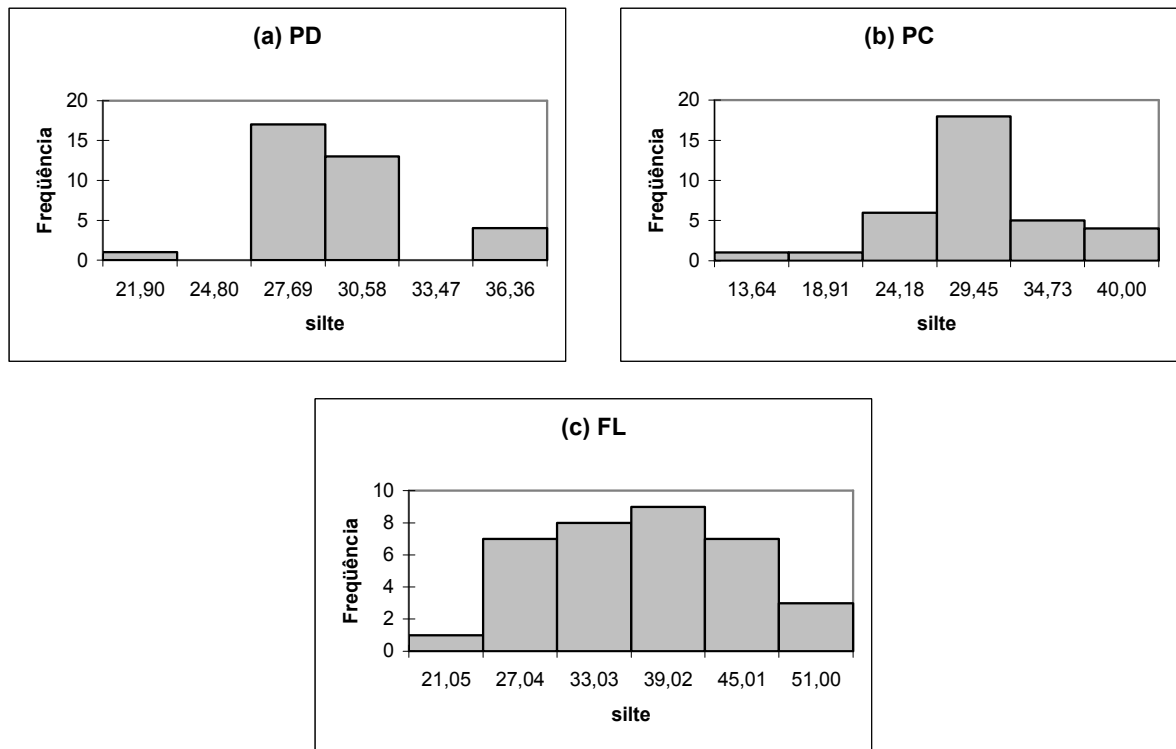 (a) PD
20
15
10
5
0
Freqüência
21,90 24,80 27,69 30,58 33,47 36,36
silte
(b) PC
20
15
10
5
0
Freqüência
13,64 18,91 24,18 29,45 34,73 40,00
silte
(c) FL
10
8
6
4
2
0
Freqüência
21,05 27,04 33,03 39,02 45,01 51,00
silte